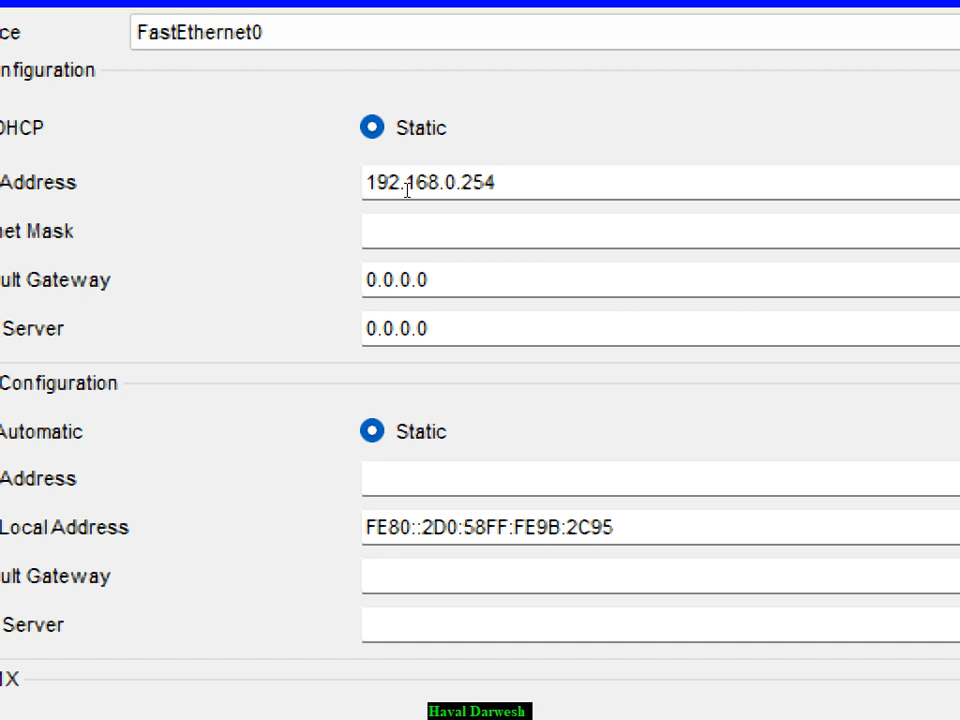 ce FastEthernet0
nfiguration
DHCP Static
Address 192.168.0.254
net Mask
ult Gateway 0.0.0.0
Server 0.0.0.0
Configuration
Automatic Static
Address
Local Address FE80::2D0:58FF:FE9B:2C95
ult Gateway
Server
IX
Haval Darwesh